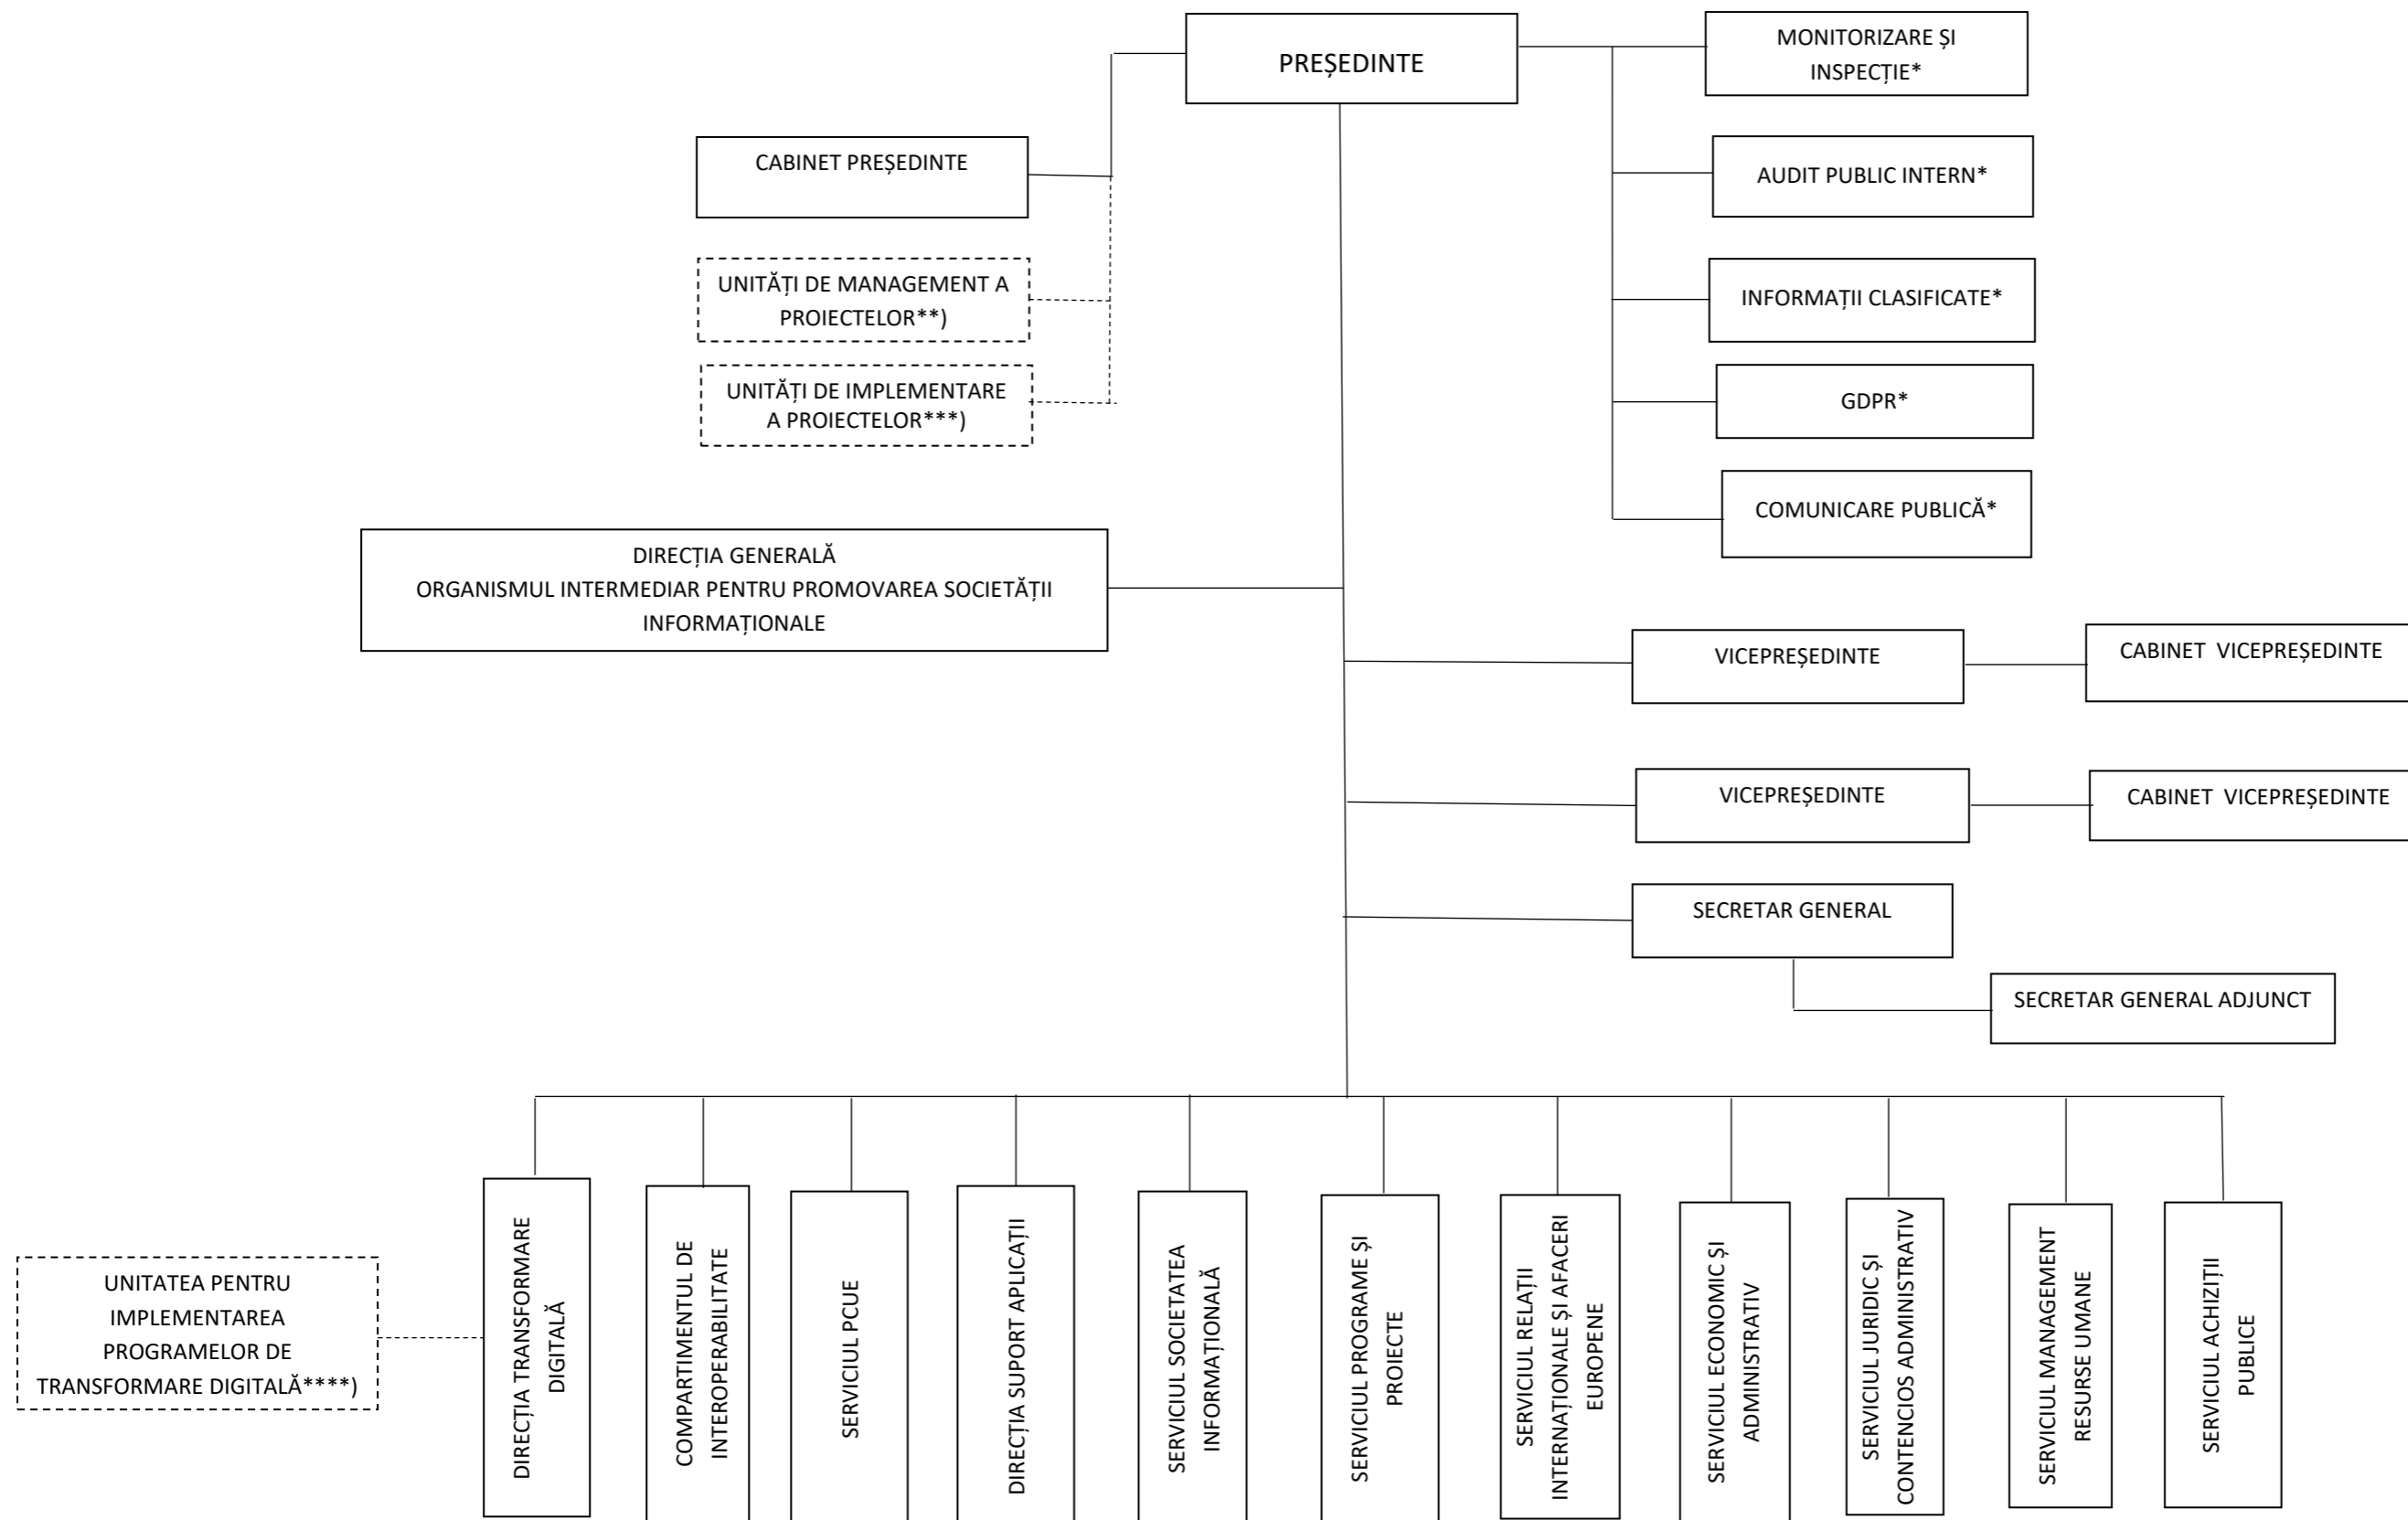 PREȘEDINTE
MONITORIZARE ȘI
INSPECȚIE*
CABINET PREȘEDINTE
AUDIT PUBLIC INTERN*
UNITĂȚI DE MANAGEMENT A
PROIECTELOR**)
INFORMAȚII CLASIFICATE*
UNITĂȚI DE IMPLEMENTARE
A PROIECTELOR***)
GDPR*
COMUNICARE PUBLICĂ*
DIRECȚIA GENERALĂ
ORGANISMUL INTERMEDIAR PENTRU PROMOVAREA SOCIETĂȚII
INFORMAȚIONALE
VICEPREȘEDINTE
CABINET VICEPREȘEDINTE
VICEPREȘEDINTE
CABINET VICEPREȘEDINTE
SECRETAR GENERAL
SECRETAR GENERAL ADJUNCT
UNITATEA PENTRU
IMPLEMENTAREA
PROGRAMELOR DE
TRANSFORMARE DIGITALĂ****)
DIRECȚIA TRANSFORMARE
DIGITALĂ
COMPARTIMENTUL DE
INTEROPERABILITATE
SERVICIUL PCUE
DIRECȚIA SUPORT APLICAȚII
SERVICIUL SOCIETATEA
INFORMAȚIONALĂ
SERVICIUL PROGRAME ȘI
PROIECTE
SERVICIUL RELAȚII
INTERNAȚIONALE ȘI AFACERI
EUROPENE
SERVICIUL ECONOMIC ȘI
ADMINISTRATIV
SERVICIUL JURIDIC ȘI
CONTENCIOS ADMINISTRATIV
SERVICIUL MANAGEMENT
RESURSE UMANE
SERVICIUL ACHIZIȚII
PUBLICE